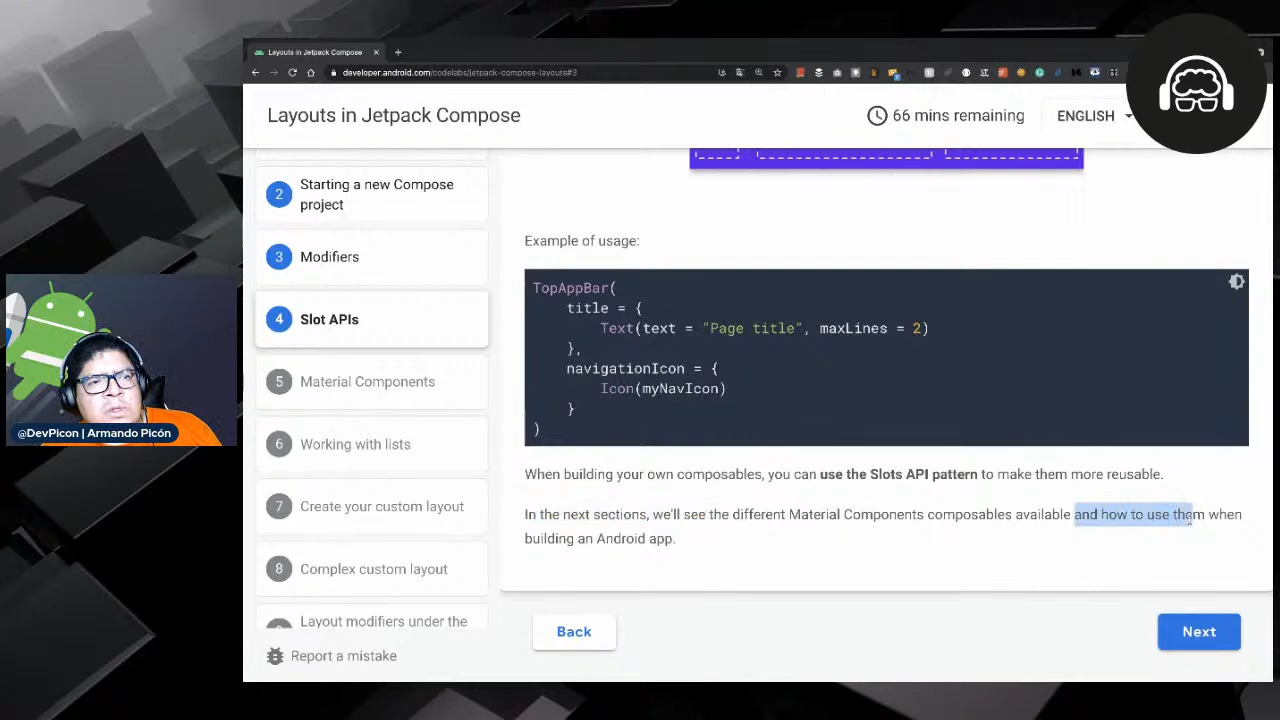 Layouts in Jetpack Compose
developer.android.com/codelabs/jetpack-compose-layouts#3
Layouts in Jetpack Compose
66 mins remaining
ENGLISH
2
Starting a new Compose
project
3
Modifiers
4
Slot APIs
5
Material Components
6
Working with lists
7
Create your custom layout
8
Complex custom layout
Layout modifiers under the
Report a mistake
Example of usage:
TopAppBar(
title = {
Text(text = "Page title", maxLines = 2)
},
navigationIcon = {
Icon(myNavIcon)
}
)
When building your own composables, you can use the Slots API pattern to make them more reusable.
In the next sections, we'll see the different Material Components composables available and how to use them when
building an Android app.
Back
Next
@DevPicon | Armando Picón